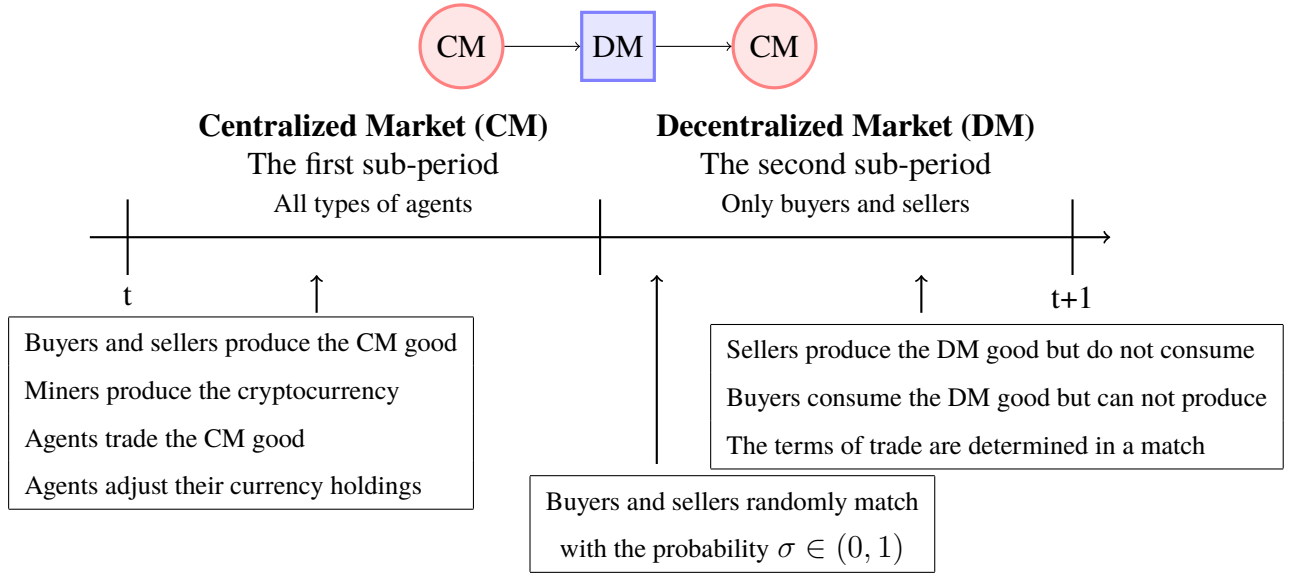 CM
DM
CM
Centralized Market (CM)
The first sub-period
All types of agents
Decentralized Market (DM)
The second sub-period
Only buyers and sellers
t
t+1
Buyers and sellers produce the CM good
Miners produce the cryptocurrency
Agents trade the CM good
Agents adjust their currency holdings
Buyers and sellers randomly match
with the probability σ ∈ (0, 1)
Sellers produce the DM good but do not consume
Buyers consume the DM good but can not produce
The terms of trade are determined in a match